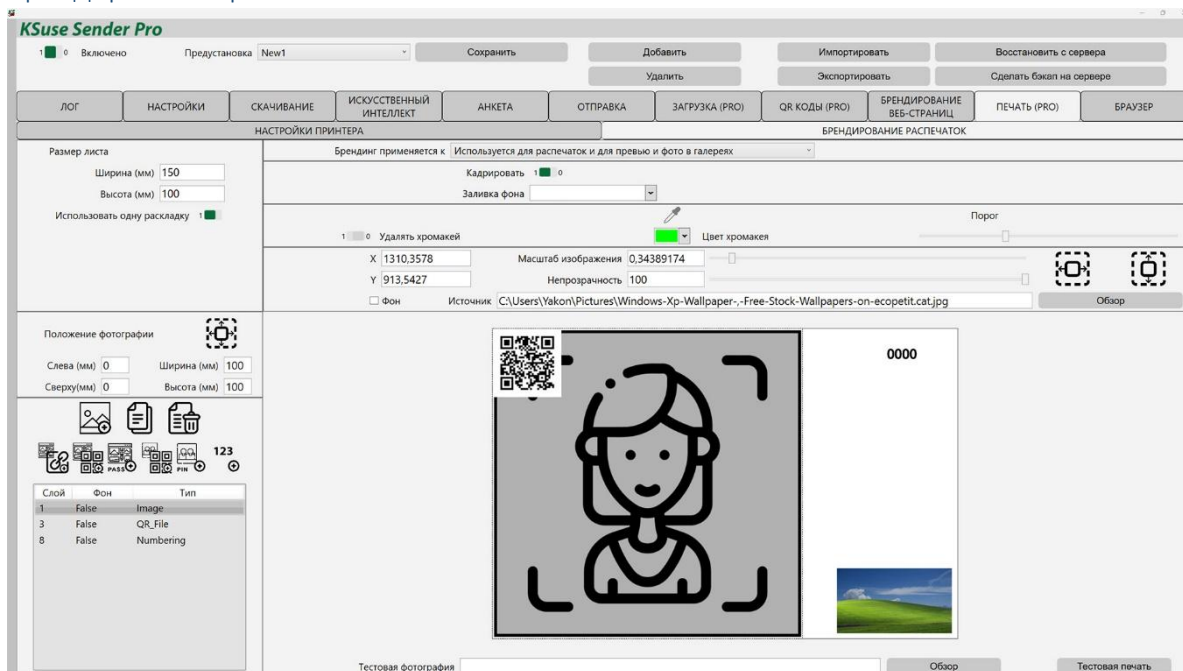 KSuse Sender Pro
1 0 Включено Предустановка New1 Сохранить Добавить Импортировать Восстановить с сервера
Удалить Экспортировать Сделать бэкап на сервере
ЛОГ НАСТРОЙКИ СКАЧИВАНИЕ ИСКУССТВЕННЫЙ ИНТЕЛЛЕКТ АНКЕТА ОТПРАВКА ЗАГРУЗКА (PRO) QR КОДЫ (PRO) БРЕНДИРОВАНИЕ ВЕБ-СТРАНИЦ ПЕЧАТЬ (PRO) БРАУЗЕР
НАСТРОЙКИ ПРИНТЕРА БРЕНДИРОВАНИЕ РАСПЕЧАТОК
Размер листа
Ширина (мм) 150
Высота (мм) 100
Использовать одну раскладку 1
Брендинг применяется к Используется для распечаток и для превью и фото в галереях
Кадрировать 1 0
Заливка фона
1 0 Удалять хромакей Цвет хромакея Порог
X 1310,3578 Масштаб изображения 0,34389174
Y 913,5427 Непрозрачность 100
Фон Источник C:\Users\Yakon\Pictures\Windows-Xp-Wallpaper-,-Free-Stock-Wallpapers-on-ecopetit.cat.jpg Обзор
Положение фотографии
Слева (мм) 0 Ширина (мм) 100
Сверху(мм) 0 Высота (мм) 100
PASS PIN 123
Слой Фон Тип
1 False Image
3 False QR_File
8 False Numbering
0000
Тестовая фотография Обзор Тестовая печать